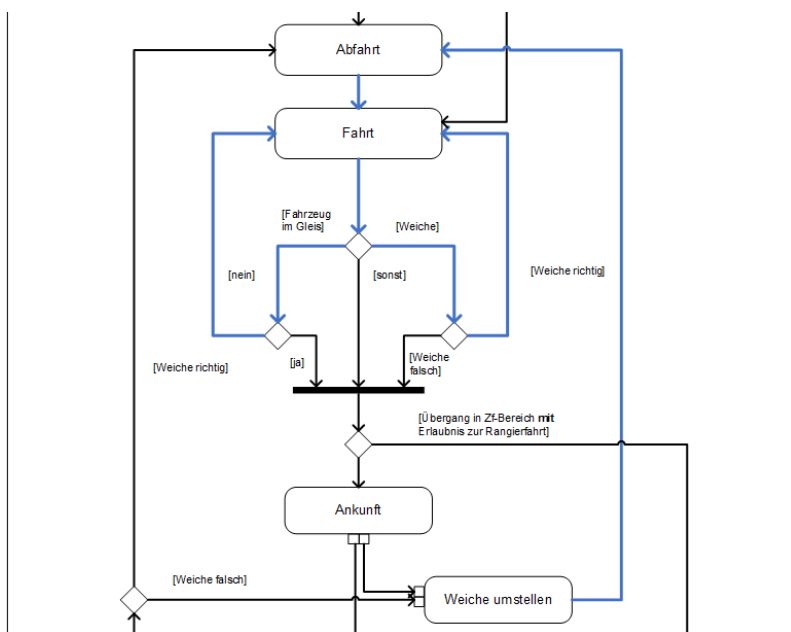 Abfahrt
Fahrt
[Fahrzeug
im Gleis]
[Weiche]
[nein]
[sonst]
[Weiche richtig]
[Weiche richtig]
[ja]
[Weiche
falsch]
[Übergang in Zf-Bereich mit
Erlaubnis zur Rangierfahrt]
Ankunft
[Weiche falsch]
Weiche umstellen